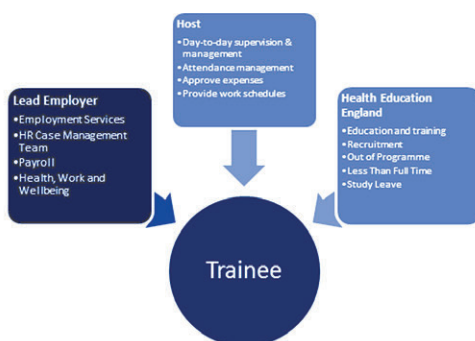 Lead Employer
•Employment Services
•HR Case Management
Team
•Payroll
•Health, Work and
Wellbeing
Host
•Day-to-day supervision &
management
•Attendance management
•Approve expenses
•Provide work schedules
Health Education
England
•Education and training
•Recruitment
•Out of Programme
•Less Than Full Time
•Study Leave
Trainee